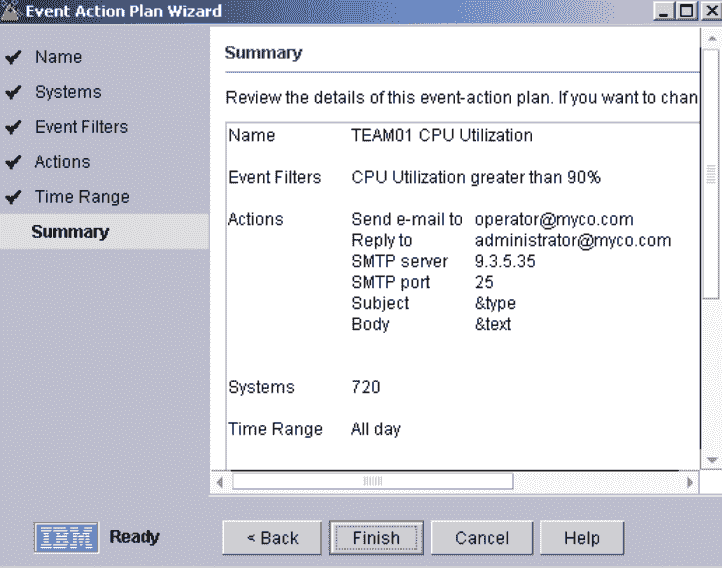 Event Action Plan Wizard
Name
Systems
Event Filters
Actions
Time Range
Summary
Summary
Review the details of this event-action plan. If you want to chan
Name TEAM01 CPU Utilization
Event Filters CPU Utilization greater than 90%
Actions Send e-mail to operator@myco.com
Reply to administrator@myco.com
SMTP server 9.3.5.35
SMTP port 25
Subject &type
Body &text
Systems 720
Time Range All day
IBM Ready < Back Finish Cancel Help